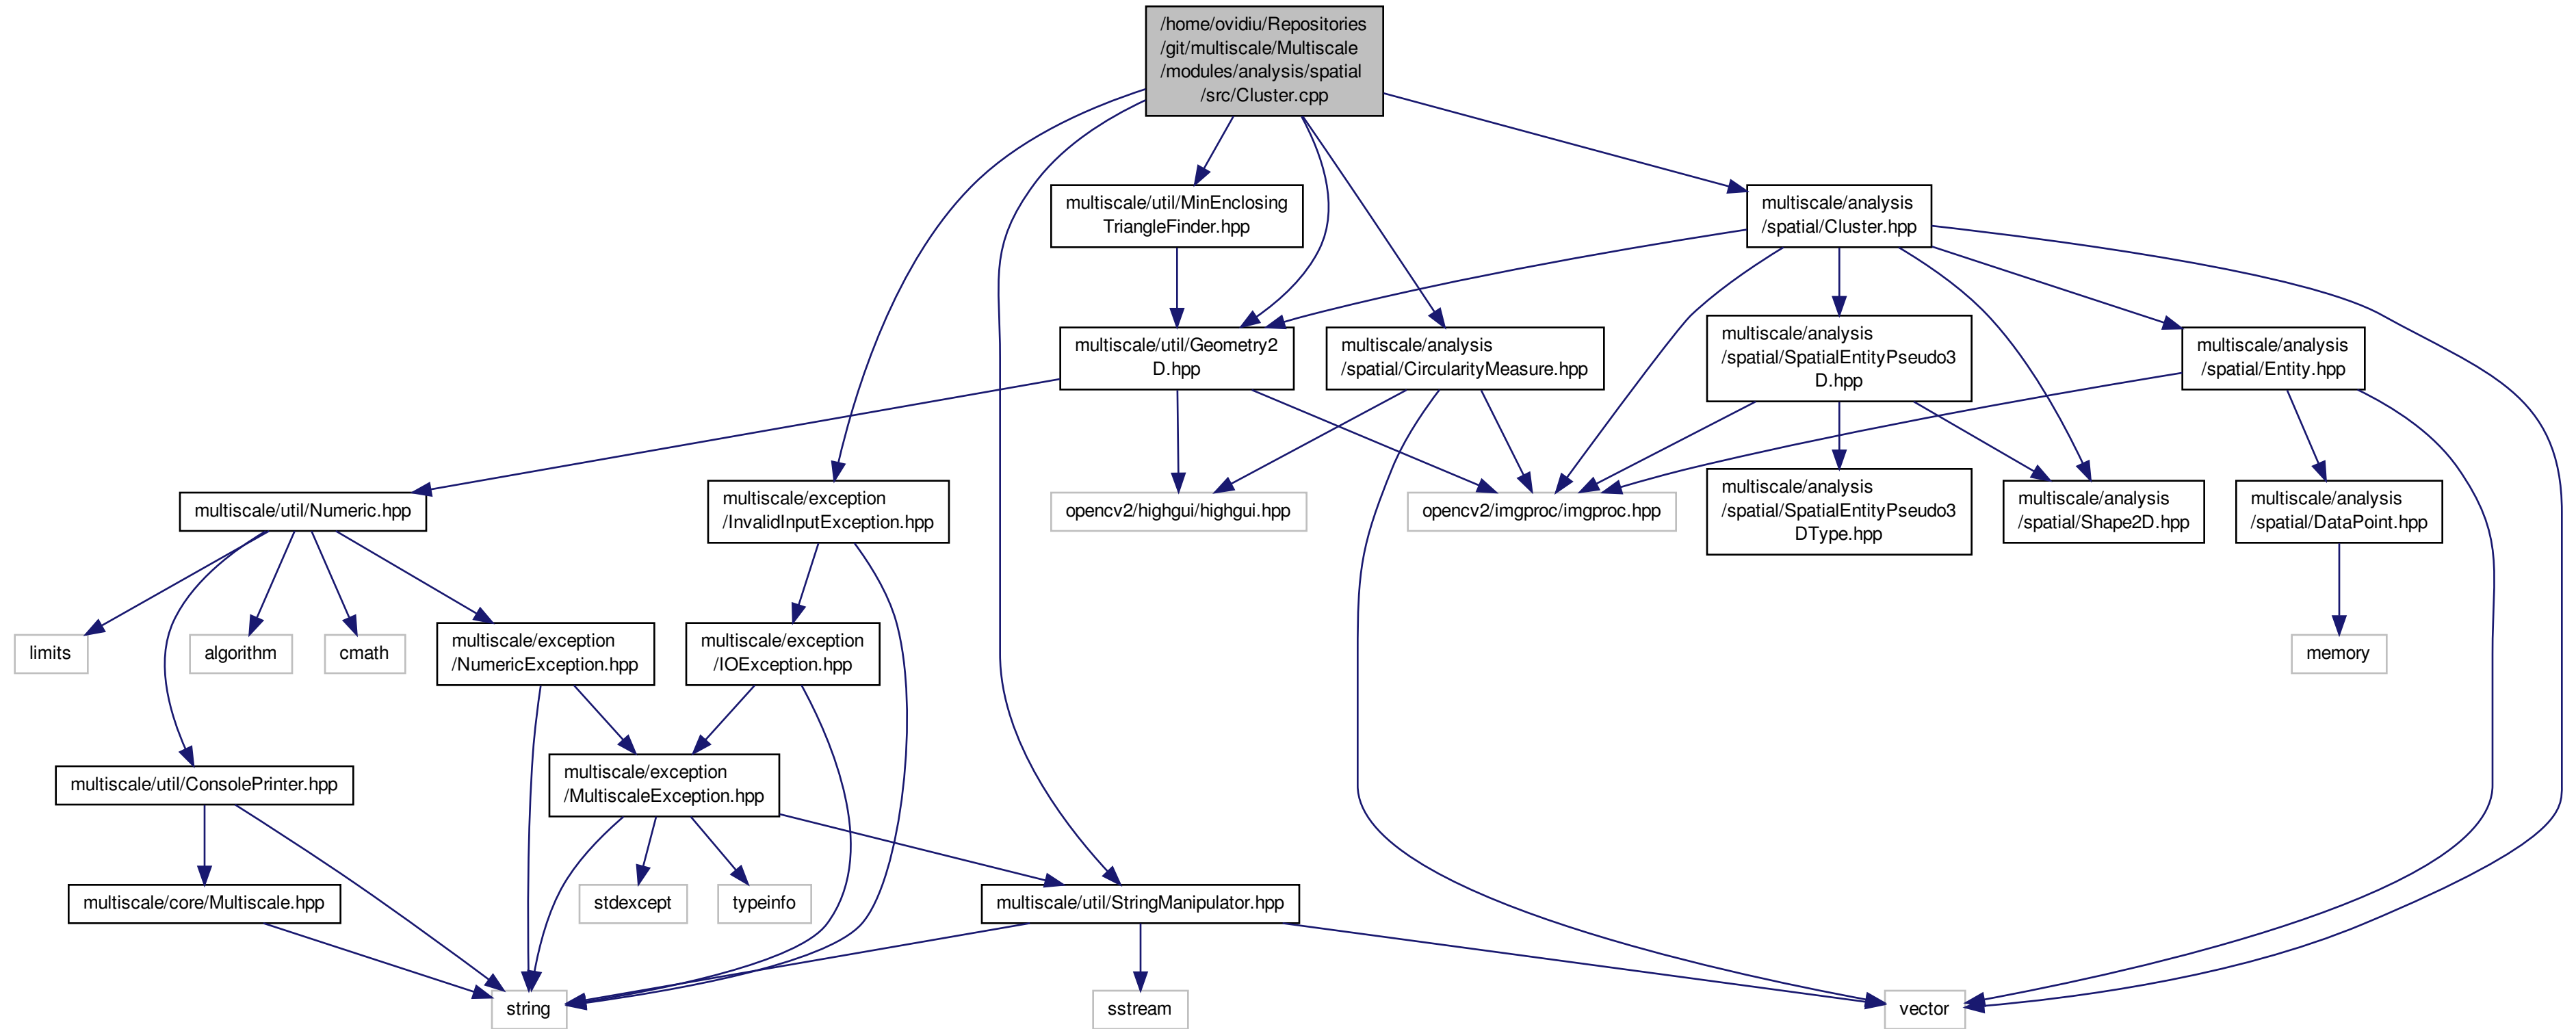 /home/ovidiu/Repositories
/git/multiscale/Multiscale
/modules/analysis/spatial
/src/Cluster.cpp
multiscale/util/MinEnclosing
TriangleFinder.hpp
multiscale/analysis
/spatial/Cluster.hpp
multiscale/util/Geometry2
D.hpp
multiscale/analysis
/spatial/CircularityMeasure.hpp
multiscale/analysis
/spatial/SpatialEntityPseudo3
D.hpp
multiscale/analysis
/spatial/Entity.hpp
multiscale/util/Numeric.hpp
multiscale/exception
/InvalidInputException.hpp
opencv2/highgui/highgui.hpp
opencv2/imgproc/imgproc.hpp
multiscale/analysis
/spatial/SpatialEntityPseudo3
DType.hpp
multiscale/analysis
/spatial/Shape2D.hpp
multiscale/analysis
/spatial/DataPoint.hpp
limits
algorithm
cmath
multiscale/exception
/NumericException.hpp
multiscale/exception
/IOException.hpp
memory
multiscale/util/ConsolePrinter.hpp
multiscale/exception
/MultiscaleException.hpp
multiscale/core/Multiscale.hpp
stdexcept
typeinfo
multiscale/util/StringManipulator.hpp
string
sstream
vector